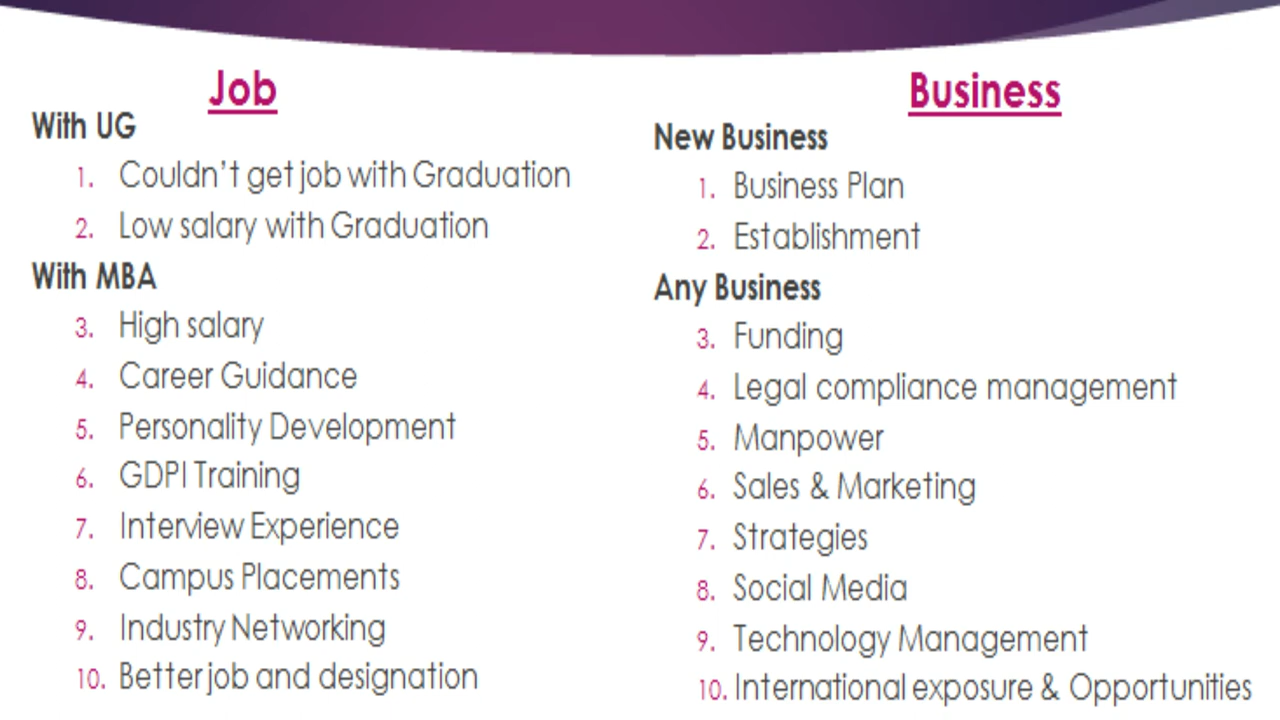 Job
With UG
1. Couldn't get job with Graduation
2. Low salary with Graduation
With MBA
3. High salary
4. Career Guidance
5. Personality Development
6. GDPI Training
7. Interview Experience
8. Campus Placements
9. Industry Networking
10. Better job and designation
Business
New Business
1. Business Plan
2. Establishment
Any Business
3. Funding
4. Legal compliance management
5. Manpower
6. Sales & Marketing
7. Strategies
8. Social Media
9. Technology Management
10. International exposure & Opportunities